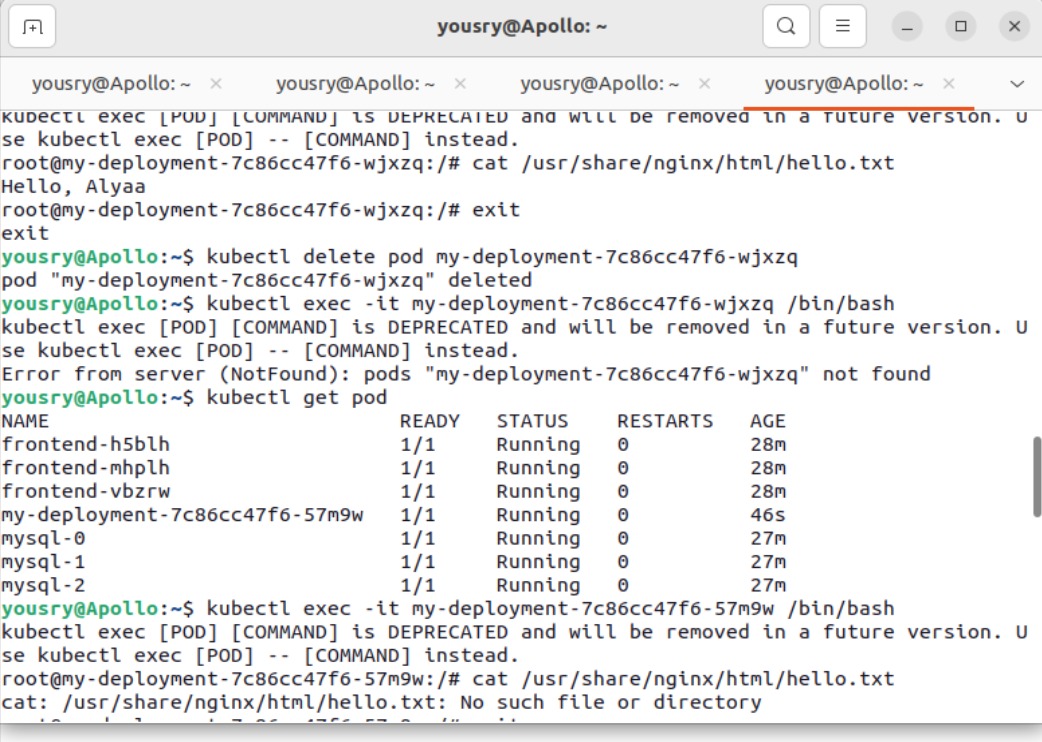 yousry@Apollo: ~
yousry@Apollo: ~ × yousry@Apollo: ~ × yousry@Apollo: ~ × yousry@Apollo: ~ ×
kubectl exec [POD] [COMMAND] is DEPRECATED and will be removed in a future version. U
se kubectl exec [POD] -- [COMMAND] instead.
root@my-deployment-7c86cc47f6-wjxzq:/# cat /usr/share/nginx/html/hello.txt
Hello, Alyaa
root@my-deployment-7c86cc47f6-wjxzq:/# exit
exit
yousry@Apollo:~$ kubectl delete pod my-deployment-7c86cc47f6-wjxzq
pod "my-deployment-7c86cc47f6-wjxzq" deleted
yousry@Apollo:~$ kubectl exec -it my-deployment-7c86cc47f6-wjxzq /bin/bash
kubectl exec [POD] [COMMAND] is DEPRECATED and will be removed in a future version. U
se kubectl exec [POD] -- [COMMAND] instead.
Error from server (NotFound): pods "my-deployment-7c86cc47f6-wjxzq" not found
yousry@Apollo:~$ kubectl get pod
NAME READY STATUS RESTARTS AGE
frontend-h5blh 1/1 Running 0 28m
frontend-mhplh 1/1 Running 0 28m
frontend-vbzrw 1/1 Running 0 28m
my-deployment-7c86cc47f6-57m9w 1/1 Running 0 46s
mysql-0 1/1 Running 0 27m
mysql-1 1/1 Running 0 27m
mysql-2 1/1 Running 0 27m
yousry@Apollo:~$ kubectl exec -it my-deployment-7c86cc47f6-57m9w /bin/bash
kubectl exec [POD] [COMMAND] is DEPRECATED and will be removed in a future version. U
se kubectl exec [POD] -- [COMMAND] instead.
root@my-deployment-7c86cc47f6-57m9w:/# cat /usr/share/nginx/html/hello.txt
cat: /usr/share/nginx/html/hello.txt: No such file or directory